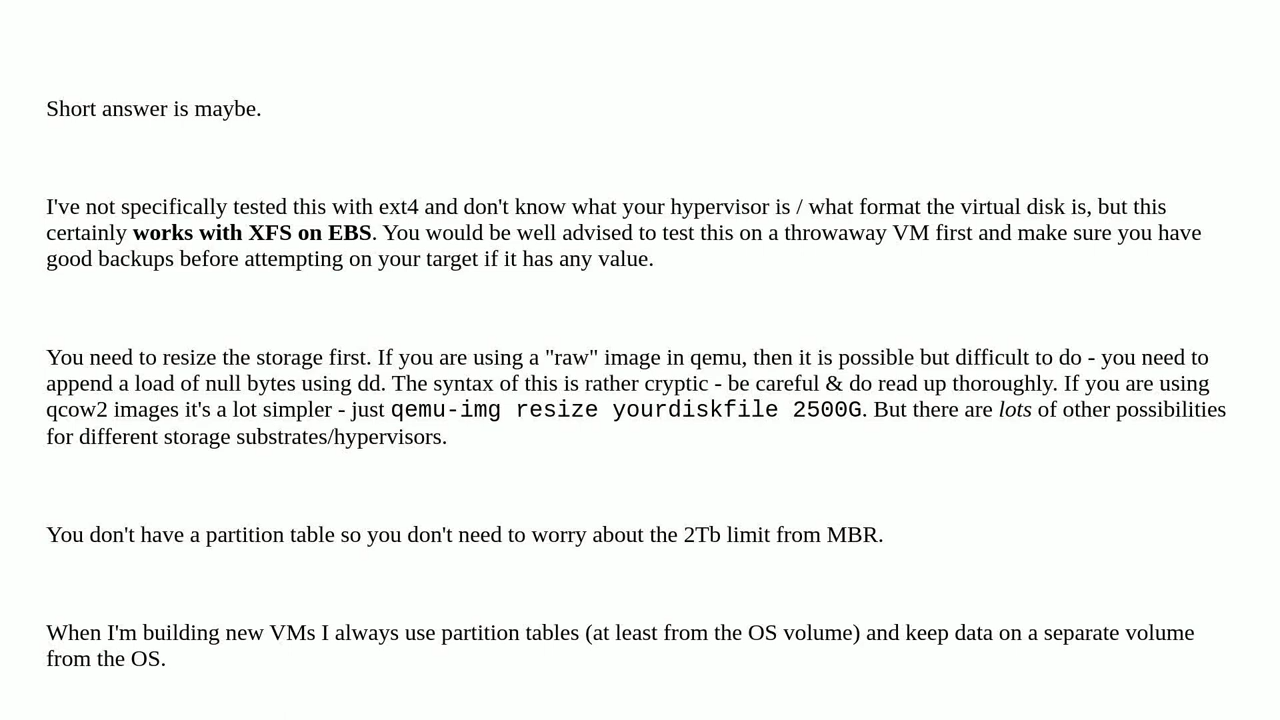 Short answer is maybe.
I've not specifically tested this with ext4 and don't know what your hypervisor is / what format the virtual disk is, but this
certainly works with XFS on EBS. You would be well advised to test this on a throwaway VM first and make sure you have
good backups before attempting on your target if it has any value.
You need to resize the storage first. If you are using a "raw" image in qemu, then it is possible but difficult to do - you need to
append a load of null bytes using dd. The syntax of this is rather cryptic - be careful & do read up thoroughly. If you are using
qcow2 images it's a lot simpler - just qemu-img resize yourdiskfile 2500G. But there are lots of other possibilities
for different storage substrates/hypervisors.
You don't have a partition table so you don't need to worry about the 2Tb limit from MBR.
When I'm building new VMs I always use partition tables (at least from the OS volume) and keep data on a separate volume
from the OS.